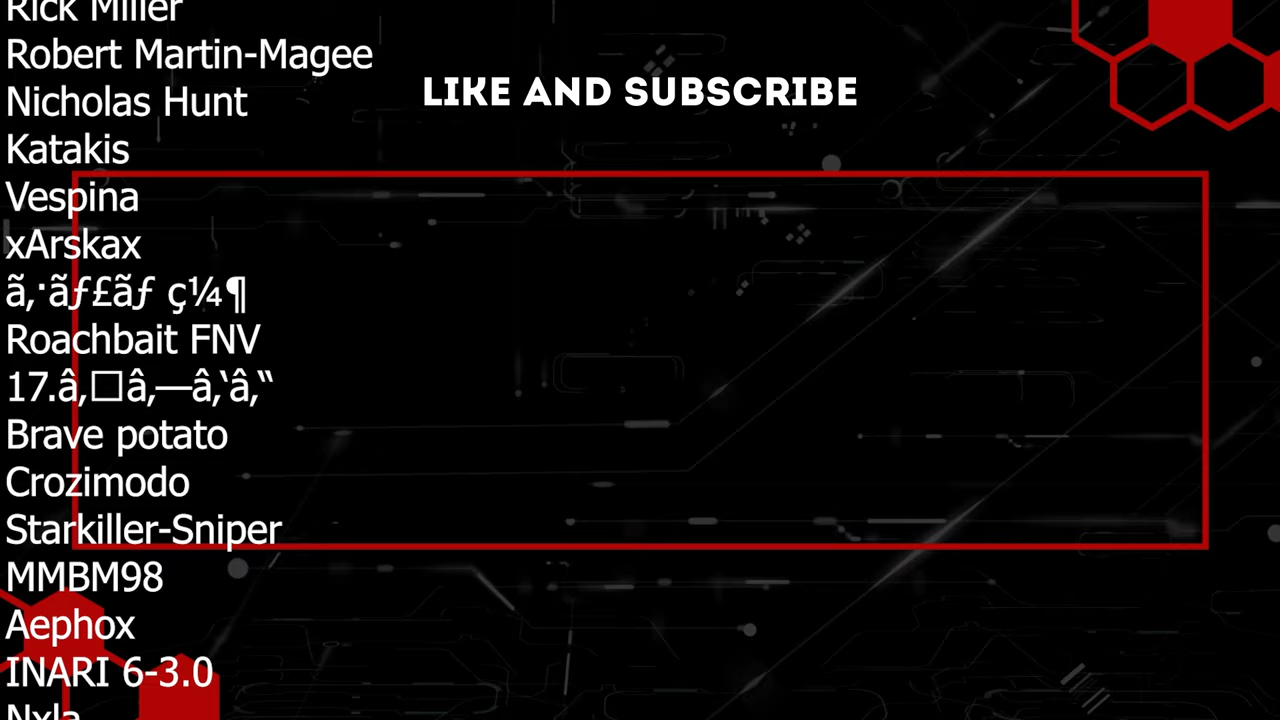 Rick Miller
Robert Martin-Magee
LIKE AND SUBSCRIBE
Nicholas Hunt
Katakis
Vespina
xArskax
ã‚·ãƒ£ãƒ ç¼¶
Roachbait FNV
17.â‚□â‚—â‚‘â‚“
Brave potato
Crozimodo
Starkiller-Sniper
MMBM98
Aephox
INARI 6-3.0
Nxla